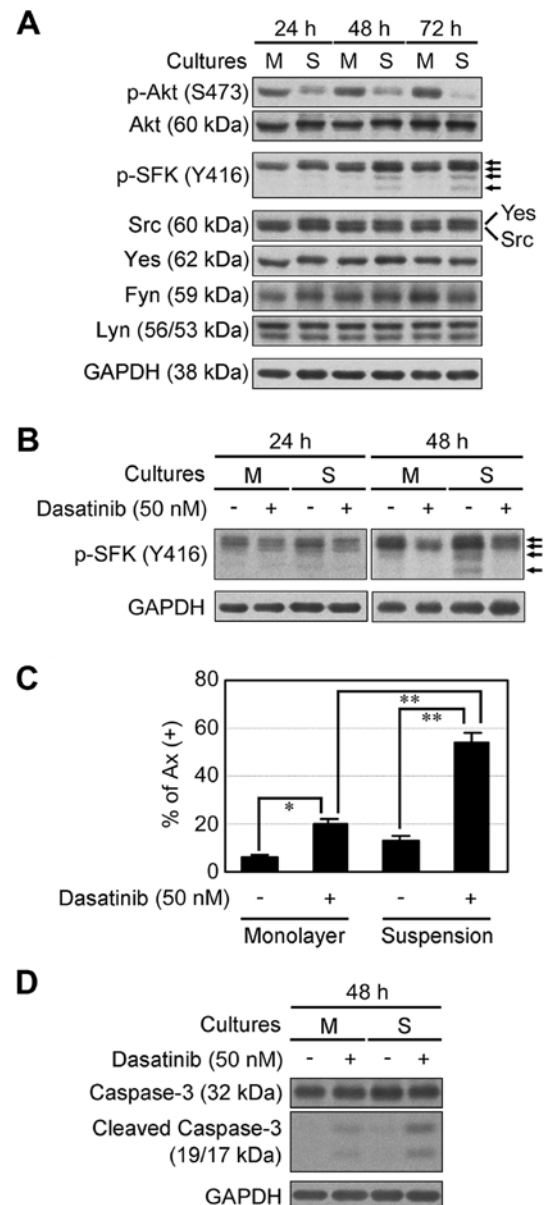 A
24 h 48 h 72 h
Cultures M S M S M S
p-Akt (S473)
Akt (60 kDa)
p-SFK (Y416)
Src (60 kDa) Yes
Src
Yes (62 kDa)
Fyn (59 kDa)
Lyn (56/53 kDa)
GAPDH (38 kDa)
B
24 h 48 h
Cultures M S M S
Dasatinib (50 nM) - + - + - + - +
p-SFK (Y416)
GAPDH
C
80
60
40
20
0
% of Ax (+)
*
**
**
Dasatinib (50 nM) - + - +
Monolayer Suspension
D
48 h
Cultures M S
Dasatinib (50 nM) - + - +
Caspase-3 (32 kDa)
Cleaved Caspase-3
(19/17 kDa)
GAPDH